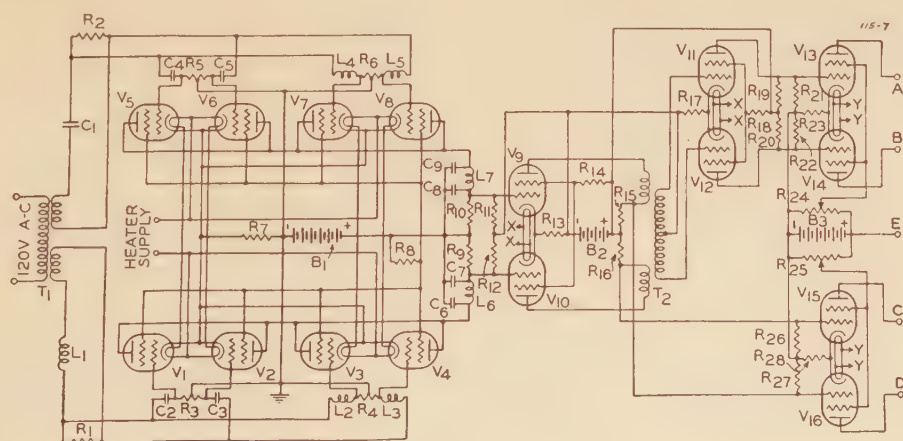 115-7
R2
C4 R5 C5
L4 R6 L5
V5 V6 V7 V8
C1
V11 V13
A
R17 R19 R21
X Y
X R18 R23 Y
R20 R22
B
V12 V14
C9
C8 L7
V9 R14
R10 R11
R15
R24
120V A-C
HEATER SUPPLY
R7
- +
B1
R8
R9
X
X
R13
- +
B2
R16
- B3 +
E
T1
C7
R12
T2
R25
C6 L6
V10
V15
C
L1
V1 V2 V3 V4
R26
R28
R27
Y
Y
C2 R3 C3
L2 R4 L3
D
V16
R1